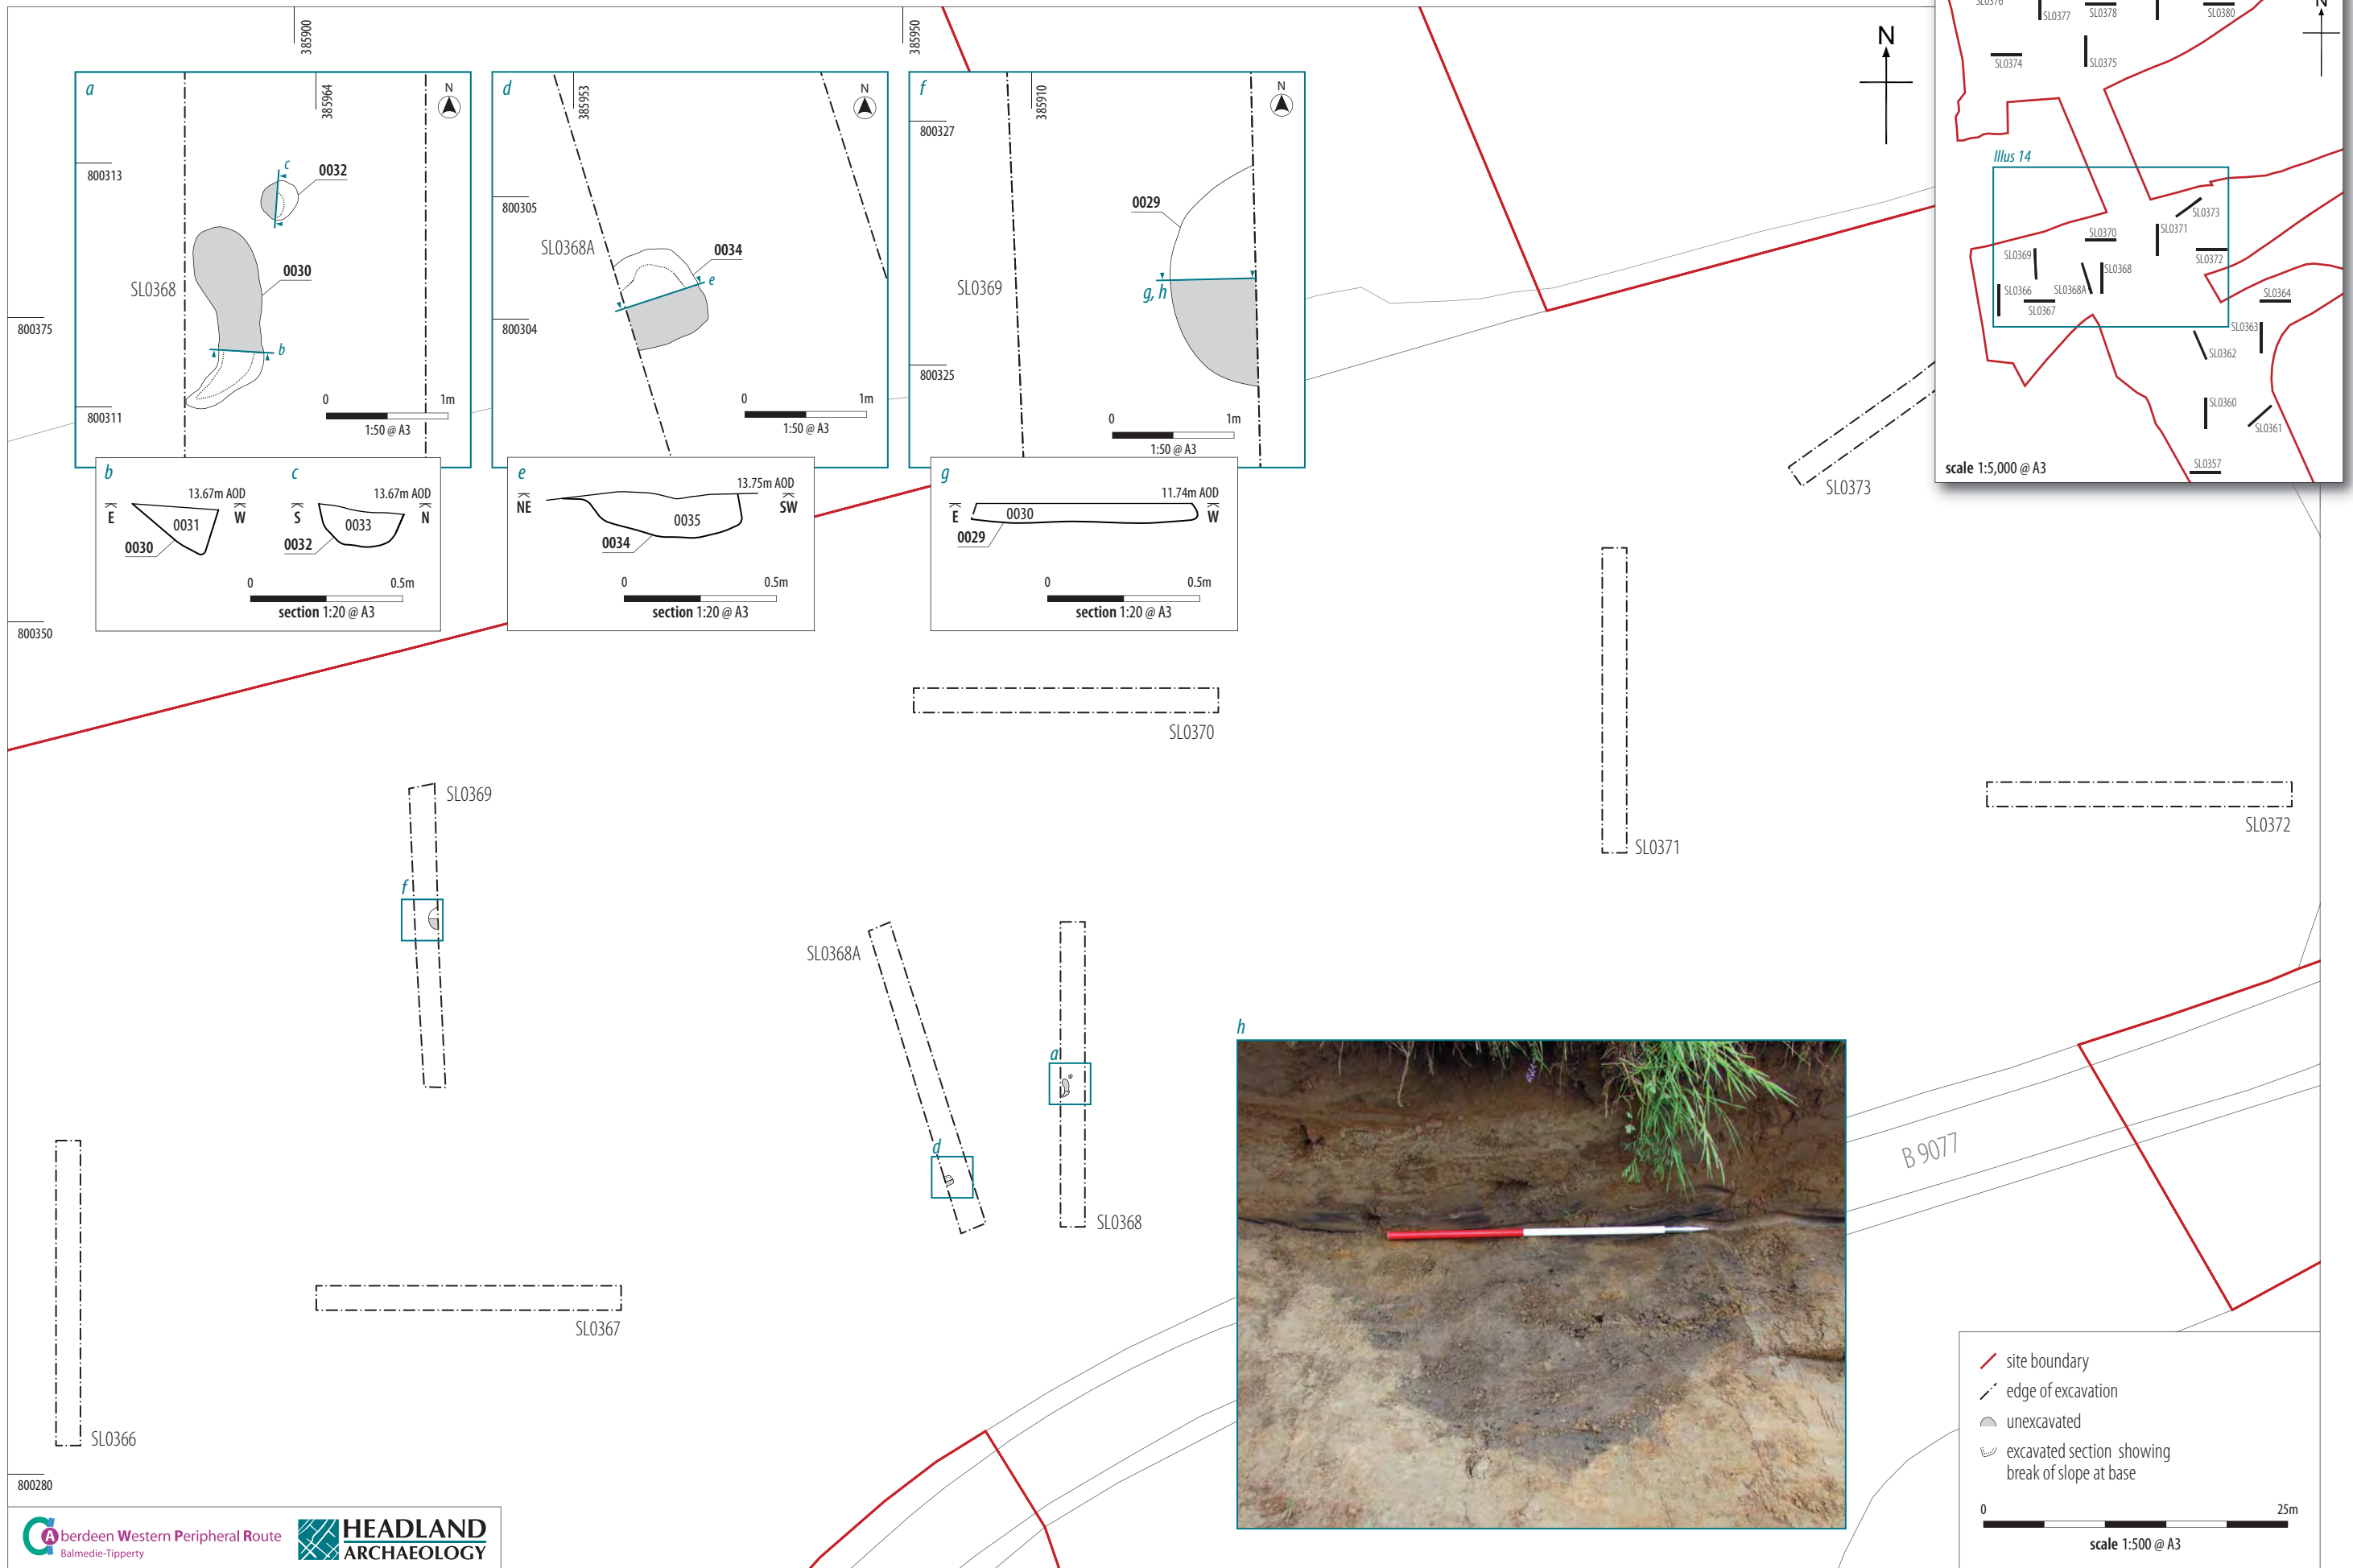 385900
385950
N
a
385964
N
800313
c
0032
SL0368
0030
b
800311
0 1m
1:50 @ A3
d
385953
N
800305
SL0368A
0034
e
800304
0 1m
1:50 @ A3
f
385910
N
800327
0029
SL0369
g, h
800325
0 1m
1:50 @ A3
b
13.67m AOD
E W
0031
0030
c
13.67m AOD
S N
0033
0032
0 0.5m
section 1:20 @ A3
e
13.75m AOD
NE SW
0035
0034
0 0.5m
section 1:20 @ A3
g
11.74m AOD
E W
0030
0029
0 0.5m
section 1:20 @ A3
N
SL0376
SL0377
SL0378
SL0380
SL0374
SL0375
Illus 14
SL0373
SL0371
SL0370
SL0369
SL0372
SL0368
SL0368A
SL0366
SL0367
SL0364
SL0363
SL0362
SL0360
SL0361
SL0357
scale 1:5,000 @ A3
800375
800350
800280
SL0373
SL0370
SL0371
SL0372
SL0369
f
SL0368A
a
d
SL0368
SL0367
SL0366
h
B 9077
site boundary
edge of excavation
unexcavated
excavated section showing
break of slope at base
0 25m
scale 1:500 @ A3
Aberdeen Western Peripheral Route
Balmedie-Tipperty
HEADLAND
ARCHAEOLOGY